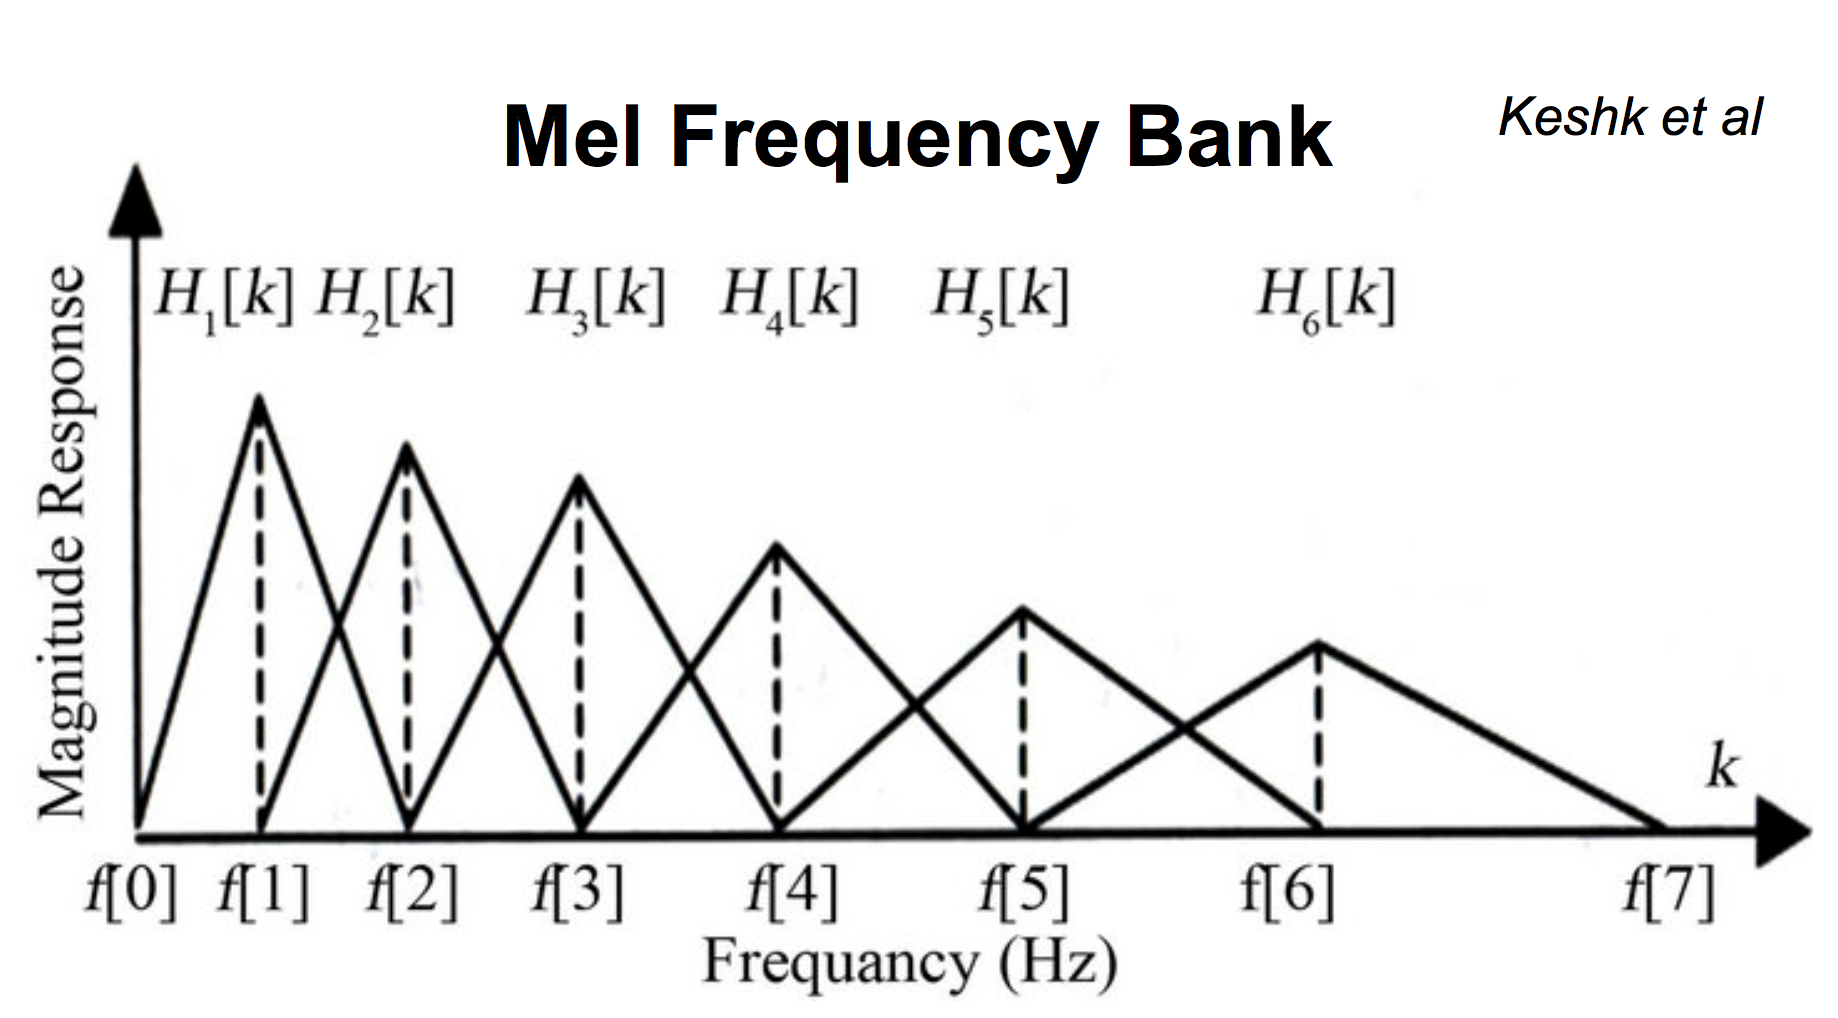 Mel Frequency Bank
Keshk et al
Magnitude Response
H₁[k] H₂[k] H₃[k] H₄[k] H₅[k] H₆[k]
k
f[0] f[1] f[2] f[3] f[4] f[5] f[6] f[7]
Frequancy (Hz)